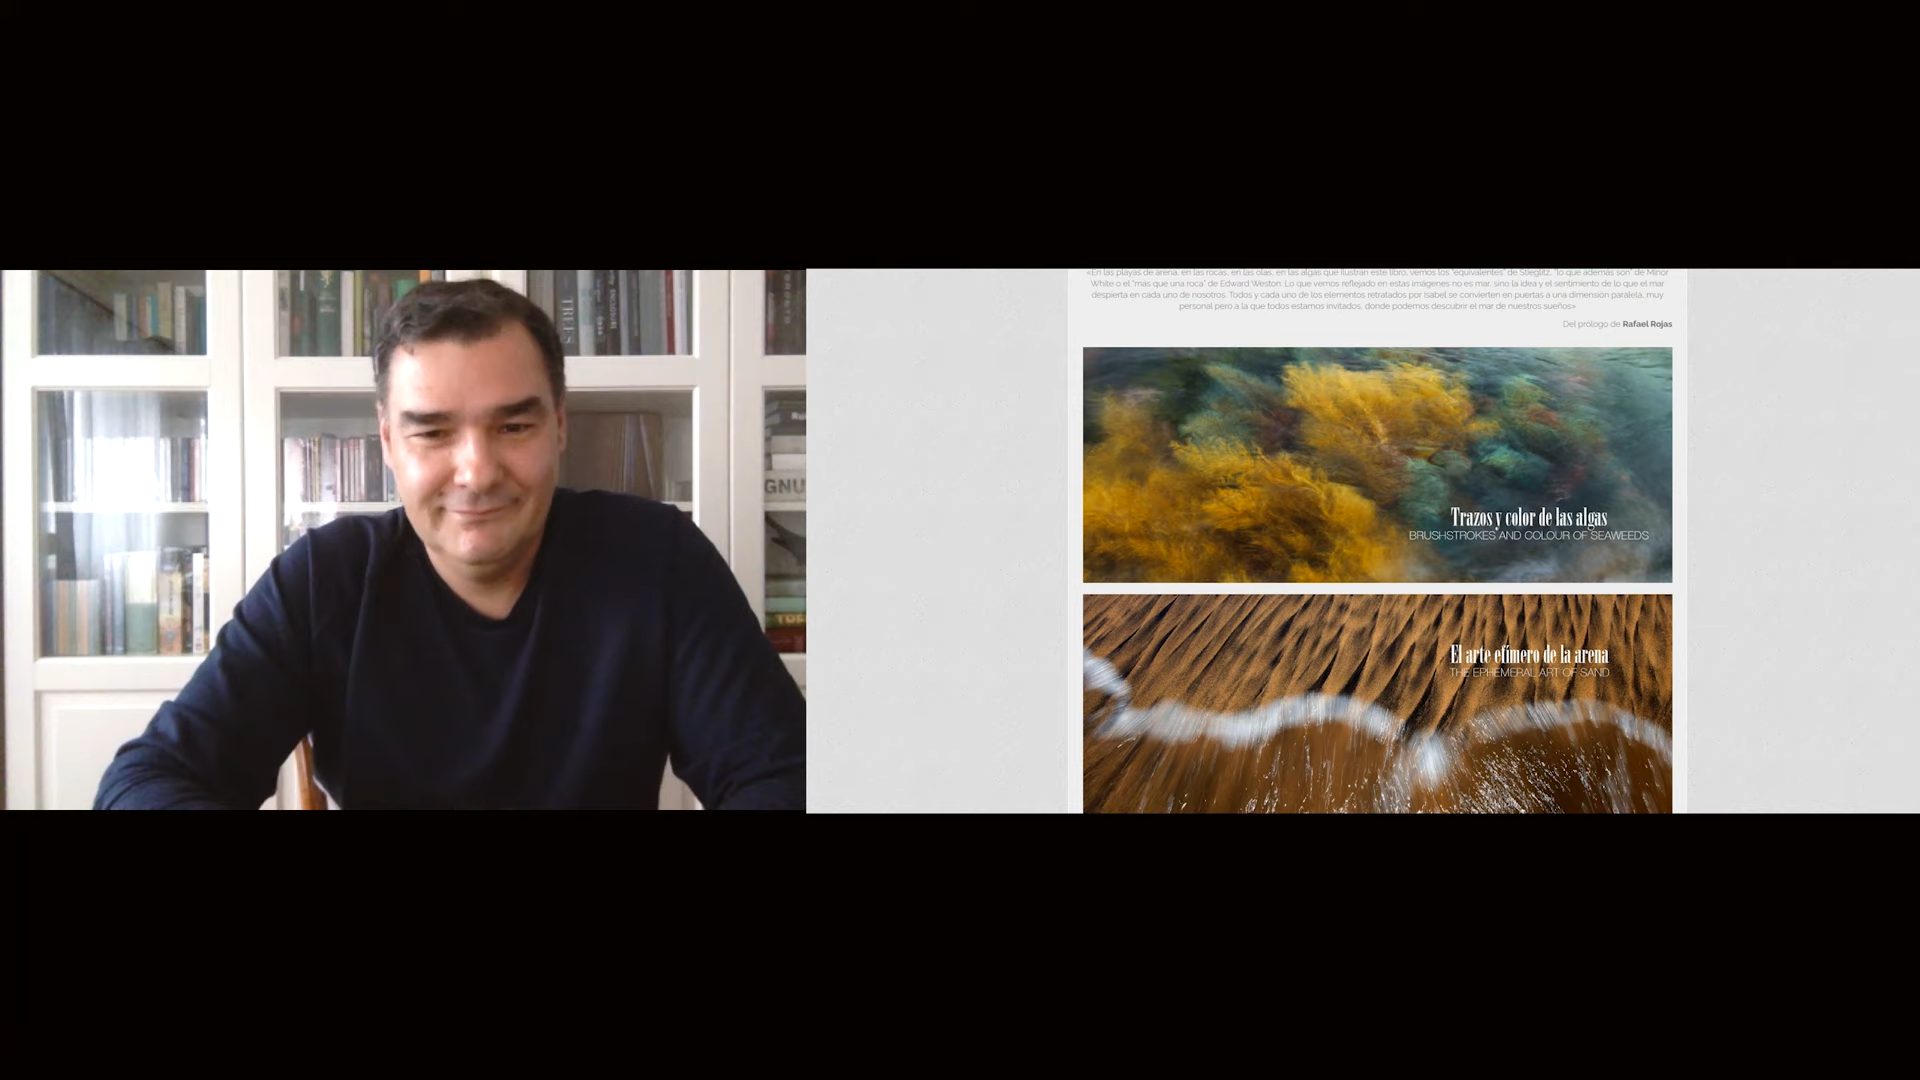 TREES
GNU
«En las playas de arena, en las rocas, en las olas, en las algas que ilustran este libro, vemos los "equivalentes" de Stieglitz, "lo que además son" de Minor
White o el "más que una roca" de Edward Weston. Lo que vemos reflejado en estas imágenes no es mar, sino la idea y el sentimiento de lo que el mar
despierta en cada uno de nosotros. Todos y cada uno de los elementos retratados por Isabel se convierten en puertas a una dimensión paralela, muy
personal pero a la que todos estamos invitados, donde podemos descubrir el mar de nuestros sueños»
Del prólogo de Rafael Rojas
Trazos y color de las algas
BRUSHSTROKES AND COLOUR OF SEAWEEDS
El arte efímero de la arena
THE EPHEMERAL ART OF SAND